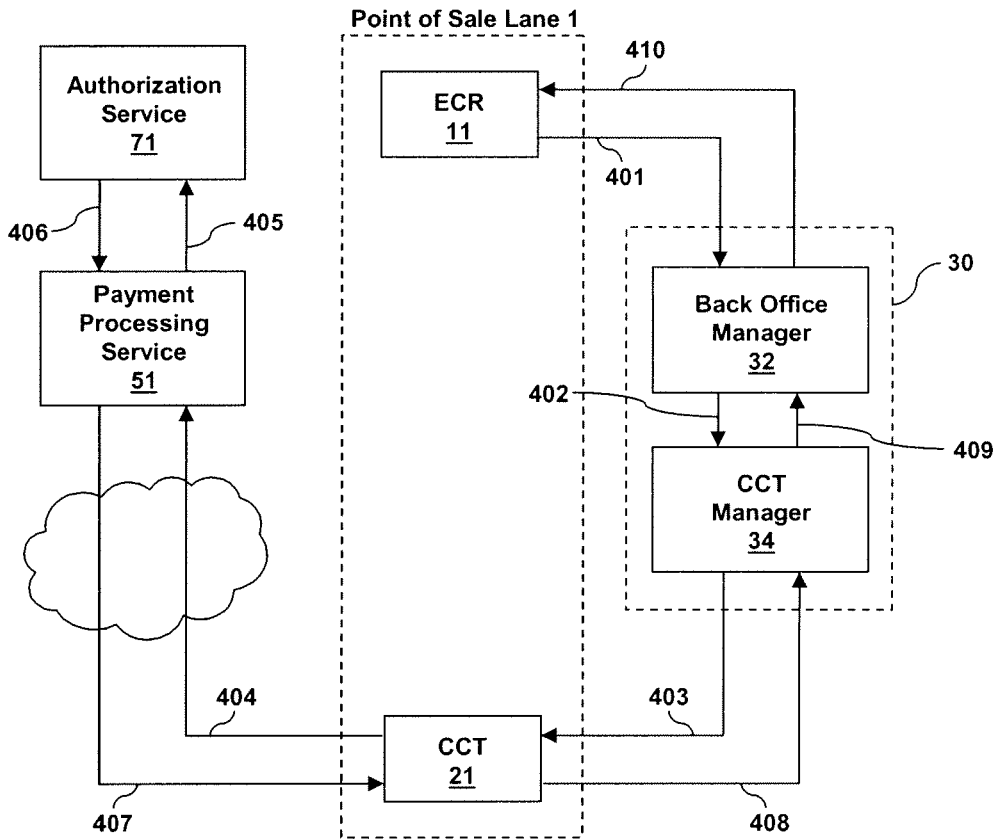 Point of Sale Lane 1
Authorization
Service
71
ECR
11
410
401
406
405
30
Payment
Processing
Service
51
Back Office
Manager
32
402
409
CCT
Manager
34
404
403
CCT
21
407
408